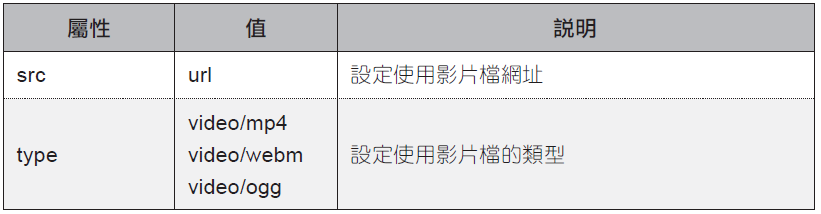 屬性 值 說明
src url 設定使用影片檔網址
video/mp4
type video/webm 設定使用影片檔的類型
video/ogg